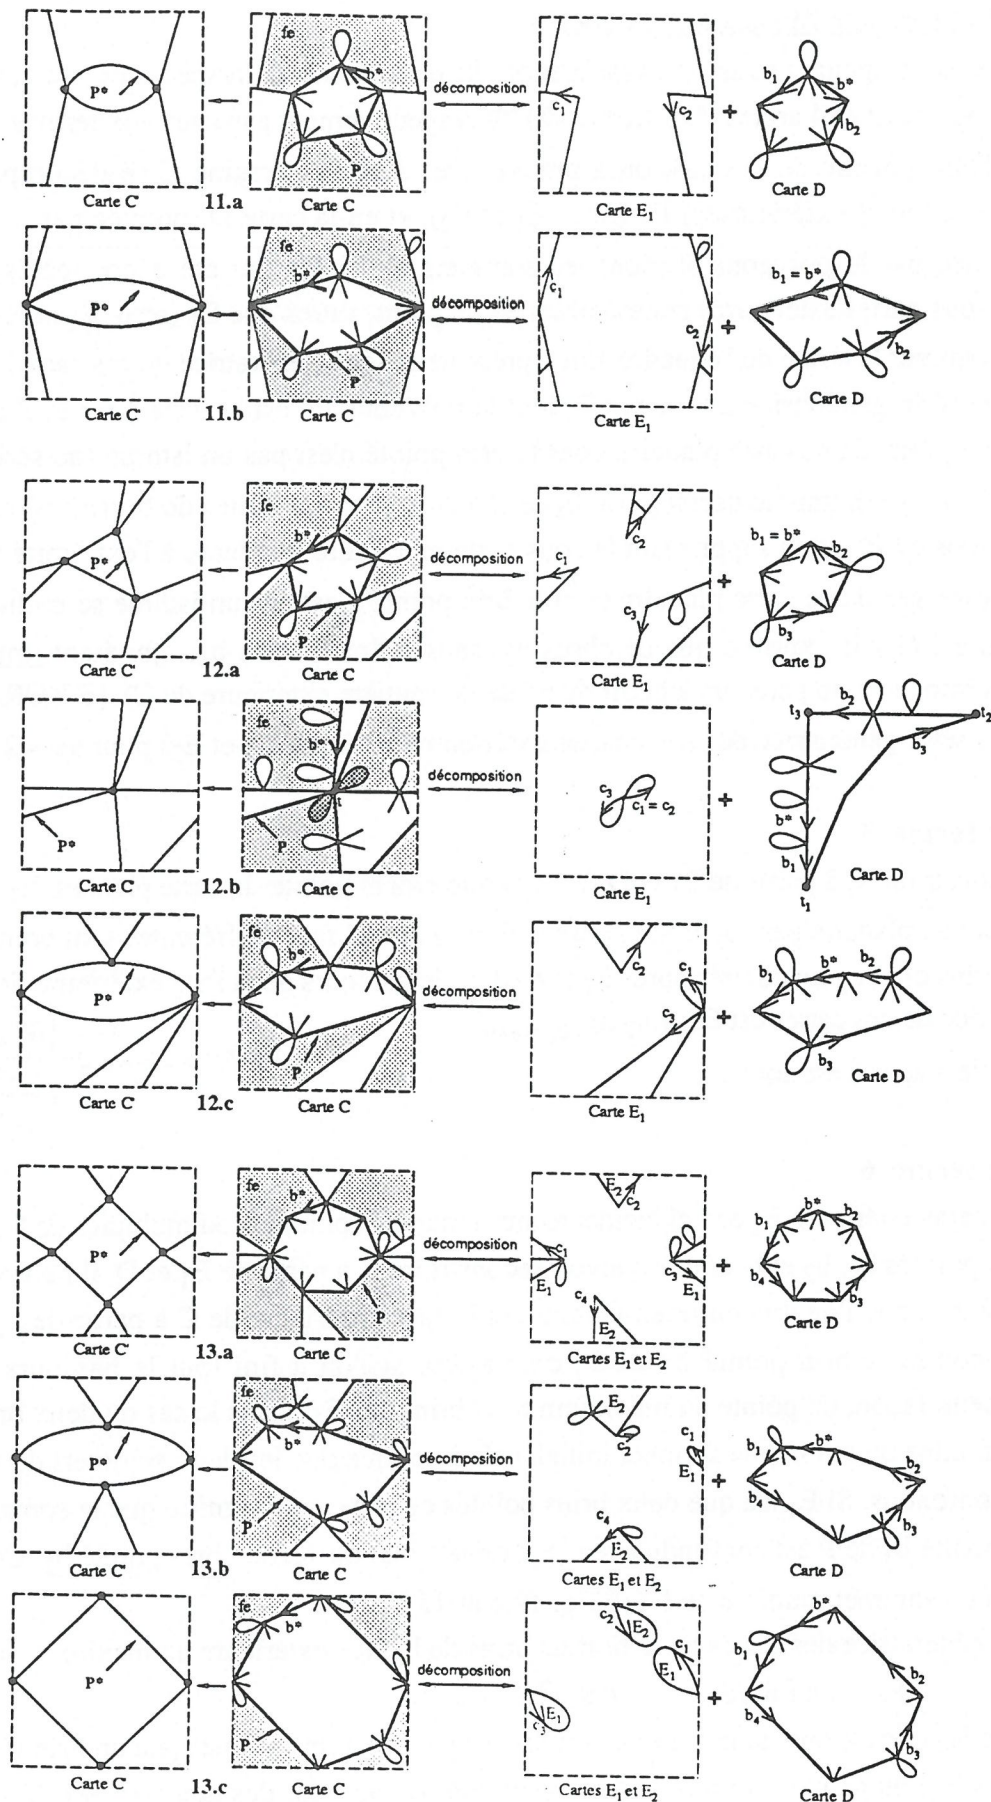 P*
fe
b*
P
décomposition
c₁
c₂
+
b₁
b*
b₂
Carte C'
11.a
Carte C
Carte E₁
Carte D
P*
fe
b*
P
décomposition
c₁
c₂
+
b₁ = b*
b₂
Carte C'
11.b
Carte C
Carte E₁
Carte D
P*
fe
b*
P
décomposition
c₁
c₂
c₃
+
b₁ = b*
b₂
b₃
Carte C'
12.a
Carte C
Carte E₁
Carte D
P*
fe
b*
t
P
décomposition
c₃
c₁ = c₂
+
t₃
b₂
t₂
b₃
b*
b₁
t₁
Carte C'
12.b
Carte C
Carte E₁
Carte D
P*
fe
b*
P
décomposition
c₂
c₁
c₃
+
b₁
b*
b₂
b₃
Carte C'
12.c
Carte C
Carte E₁
Carte D
P*
fe
b*
P
décomposition
E₂
c₂
c₁
E₁
c₃
E₁
c₄
E₂
+
b*
b₁
b₂
b₄
b₃
Carte C'
13.a
Carte C
Cartes E₁ et E₂
Carte D
P*
fe
b*
P
décomposition
E₂
c₂
c₁
E₁
c₄
E₂
+
b₁
b*
b₂
b₄
b₃
Carte C'
13.b
Carte C
Cartes E₁ et E₂
Carte D
P*
fe
b*
P
décomposition
c₂
E₂
c₁
E₁
E₁
c₃
+
b*
b₁
b₂
b₄
b₃
Carte C'
13.c
Carte C
Cartes E₁ et E₂
Carte D